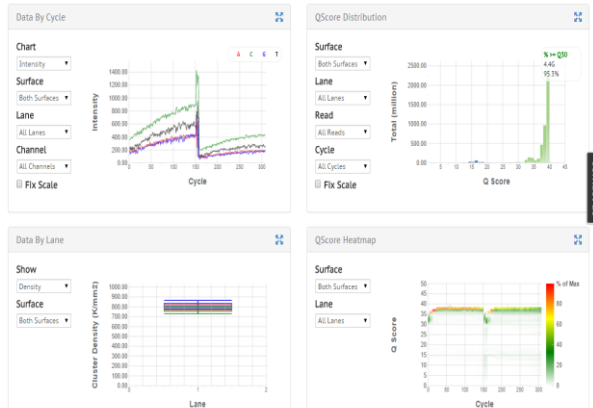 Data By Cycle
Chart
Intensity
Surface
Both Surfaces
Lane
All Lanes
Channel
All Channels
Fix Scale
A C G T
Intensity
1400.00
1200.00
1000.00
800.00
600.00
400.00
200.00
0.00
0 50 100 150 200 250 300
Cycle
QScore Distribution
Surface
Both Surfaces
Lane
All Lanes
Read
All Reads
Cycle
All Cycles
Fix Scale
% >= Q30
4.4G
95.3%
Total (million)
2500.00
2000.00
1500.00
1000.00
500.00
0.00
5 10 15 20 25 30 35 40 45
Q Score
Data By Lane
Show
Density
Surface
Both Surfaces
Cluster Density (K/mm2)
1000.00
900.00
800.00
700.00
600.00
500.00
400.00
300.00
200.00
100.00
0.00
0 1 2
Lane
QScore Heatmap
Surface
Both Surfaces
Lane
All Lanes
Q Score
50
45
40
35
30
25
20
15
10
5
0
0 50 100 150 200 250 300
Cycle
% of Max
80
60
40
20
0